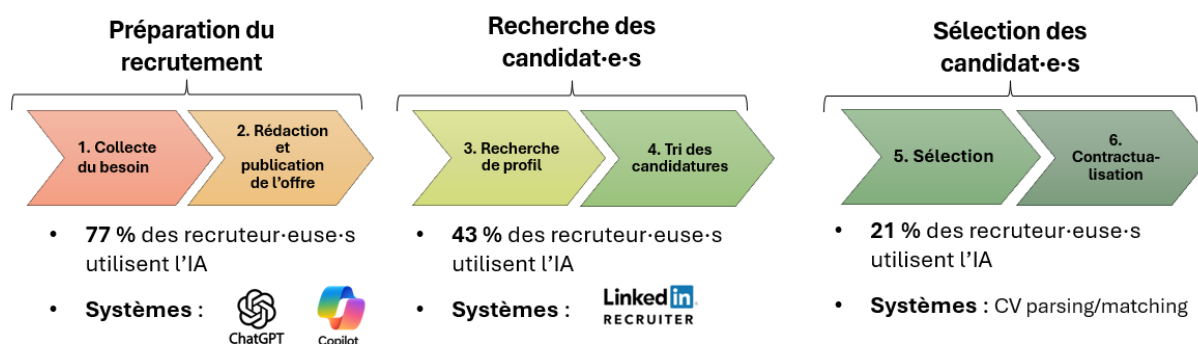 Préparation du
recrutement
Recherche des
candidat·e·s
Sélection des
candidat·e·s
1. Collecte
du besoin
2. Rédaction
et
publication
de l'offre
3. Recherche
de profil
4. Tri des
candidatures
5. Sélection
6.
Contractua-
lisation
• 77 % des recruteur·euse·s
utilisent l'IA
• Systèmes :
ChatGPT
Copilot
• 43 % des recruteur·euse·s
utilisent l'IA
• Systèmes :
Linked in
RECRUITER
• 21 % des recruteur·euse·s
utilisent l'IA
• Systèmes : CV parsing/matching